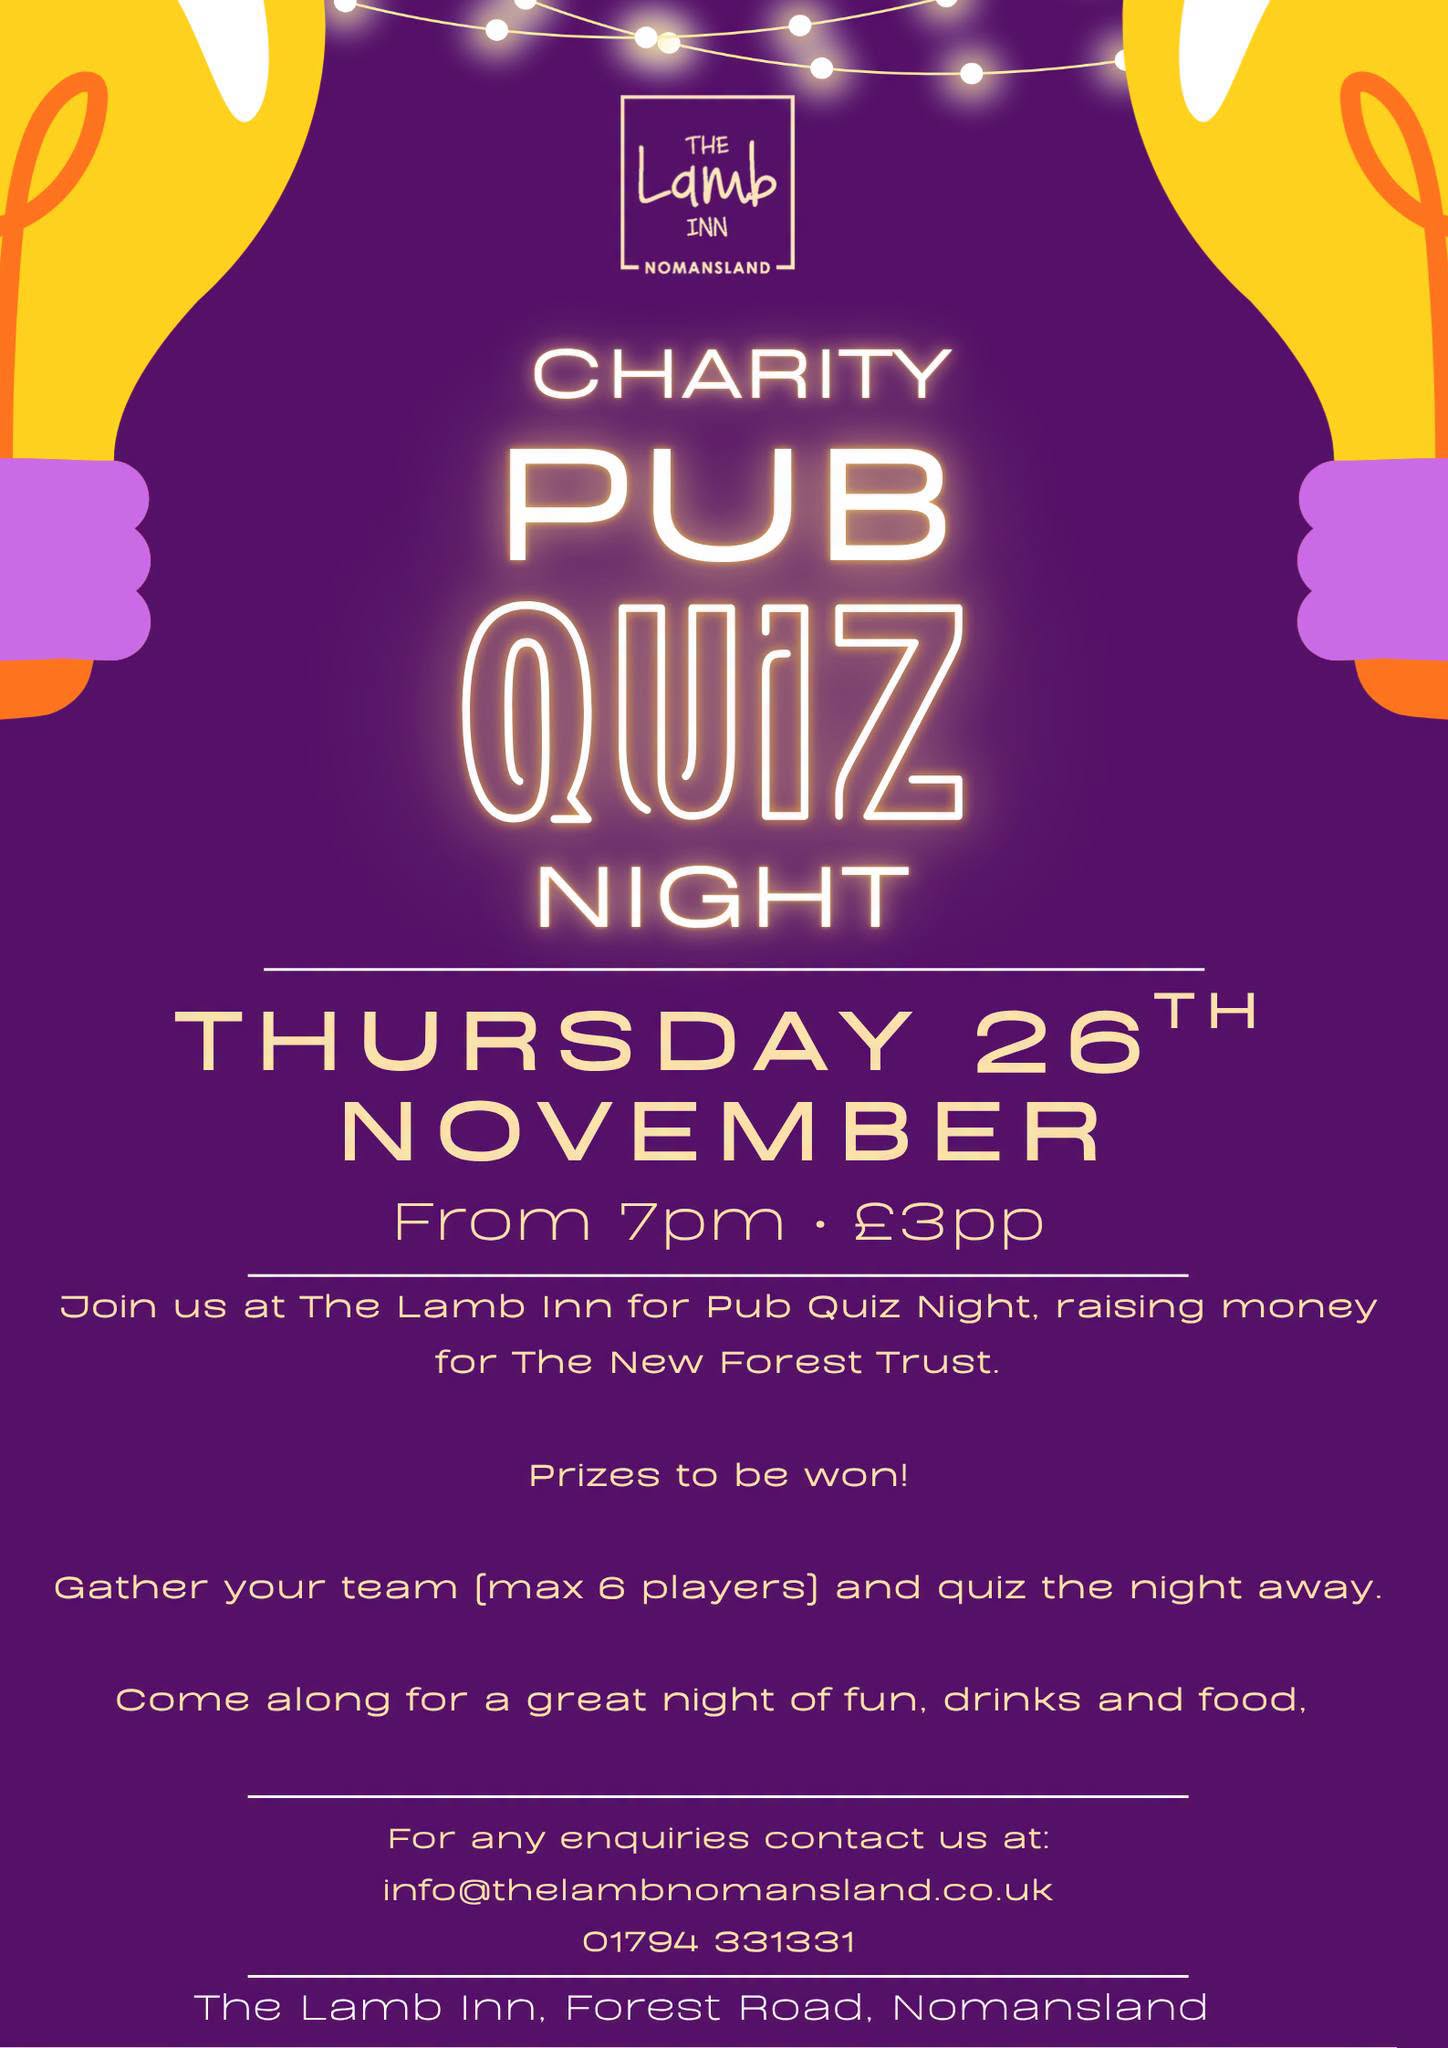 THE
Lamb
INN
NOMANSLAND
CHARITY
PUB
QUIZ
NIGHT
THURSDAY 26TH
NOVEMBER
From 7pm • £3pp
Join us at The Lamb Inn for Pub Quiz Night, raising money
for The New Forest Trust.
Prizes to be won!
Gather your team (max 6 players) and quiz the night away.
Come along for a great night of fun, drinks and food,
For any enquiries contact us at:
info@thelambnomansland.co.uk
01794 331331
The Lamb Inn, Forest Road, Nomansland